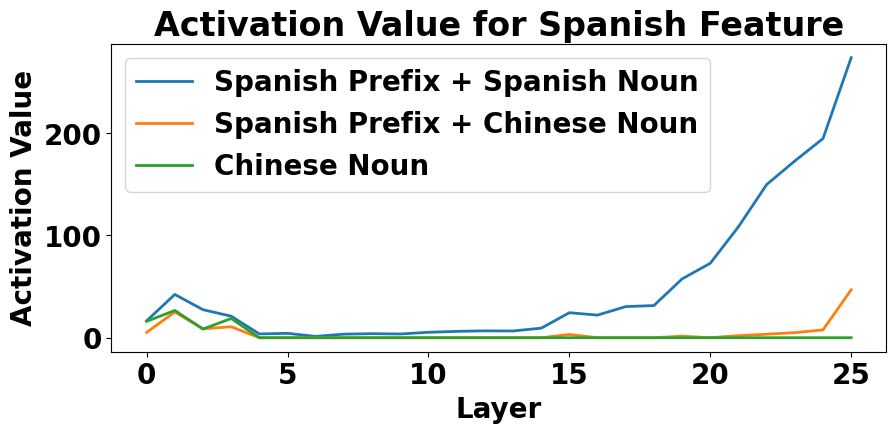 Activation Value for Spanish Feature
Spanish Prefix + Spanish Noun
Spanish Prefix + Chinese Noun
Chinese Noun
Activation Value
200
100
0
0 5 10 15 20 25
Layer